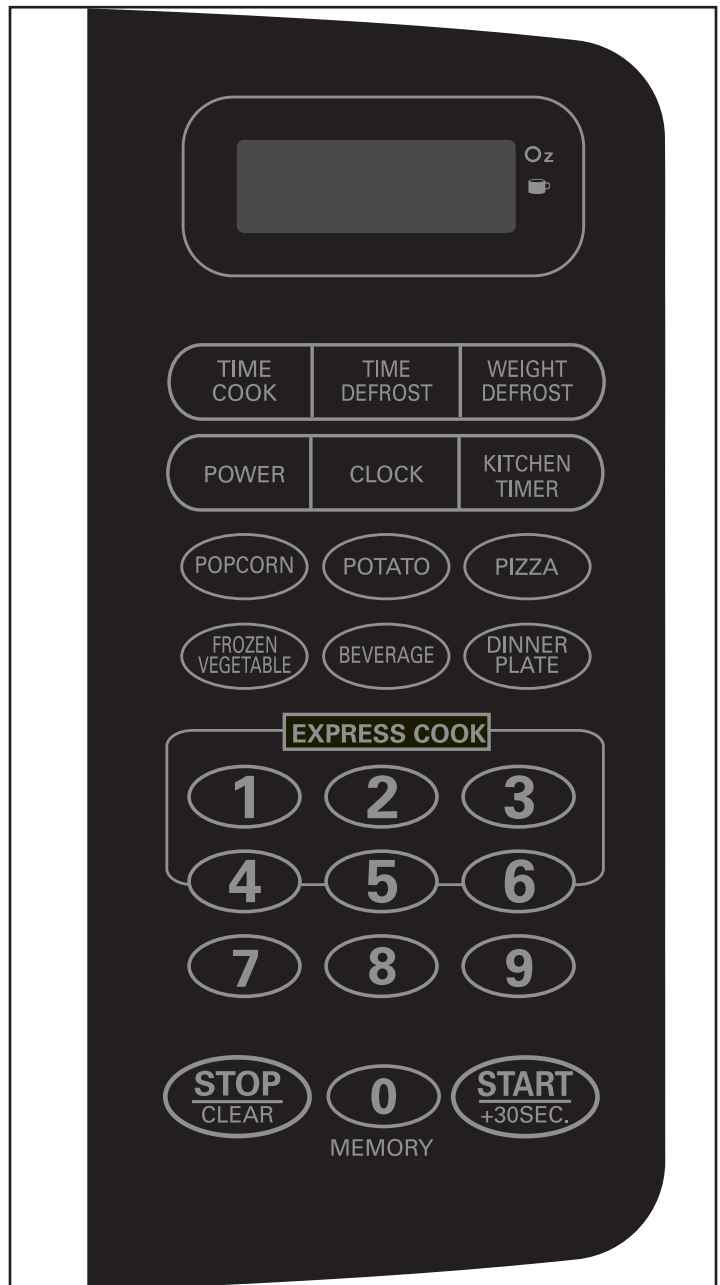 Oz
TIME COOK
TIME DEFROST
WEIGHT DEFROST
POWER
CLOCK
KITCHEN TIMER
POPCORN
POTATO
PIZZA
FROZEN VEGETABLE
BEVERAGE
DINNER PLATE
EXPRESS COOK
1 2 3
4 5 6
7 8 9
STOP
CLEAR
0
MEMORY
START
+30SEC.